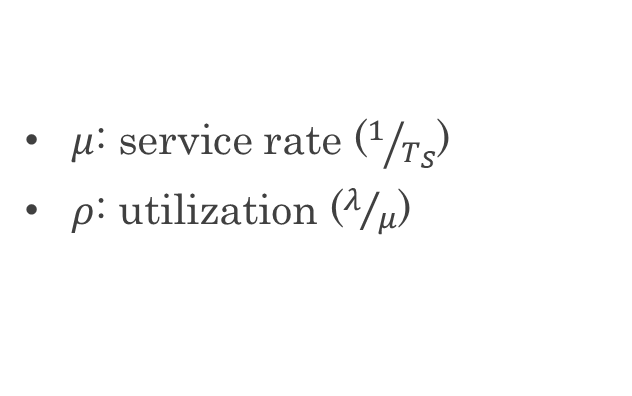 • μ: service rate (1/Ts)
• ρ: utilization (λ/μ)